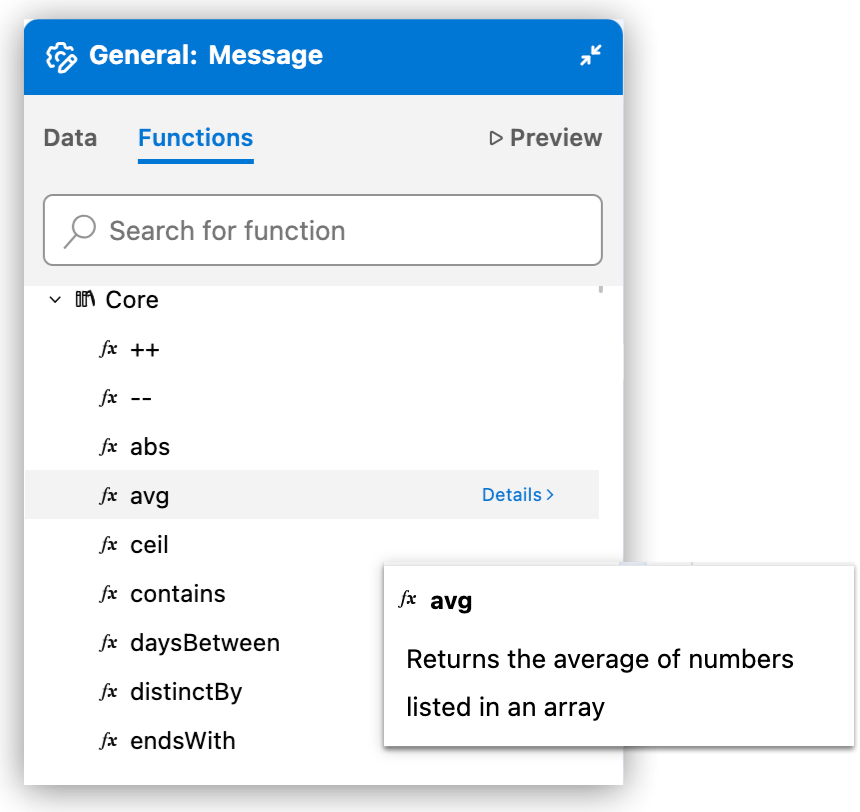 General: Message
Data Functions Preview
Search for function
Core
fx ++
fx --
fx abs
fx avg Details >
fx ceil
fx contains
fx daysBetween
fx distinctBy
fx endsWith
fx avg
Returns the average of numbers
listed in an array